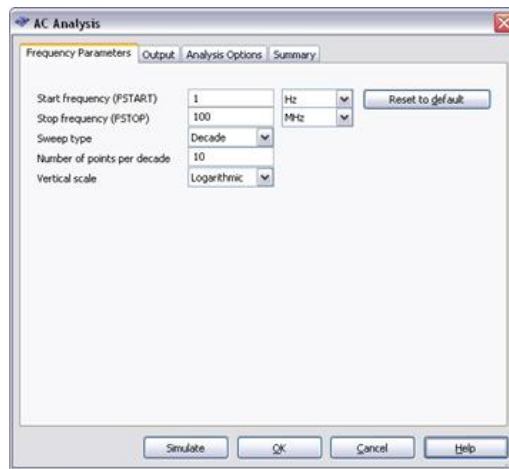 AC Analysis
Frequency Parameters Output Analysis Options Summary
Start frequency (FSTART) 1 Hz Reset to default
Stop frequency (FSTOP) 100 MHz
Sweep type Decade
Number of points per decade 10
Vertical scale Logarithmic
Simulate OK Cancel Help